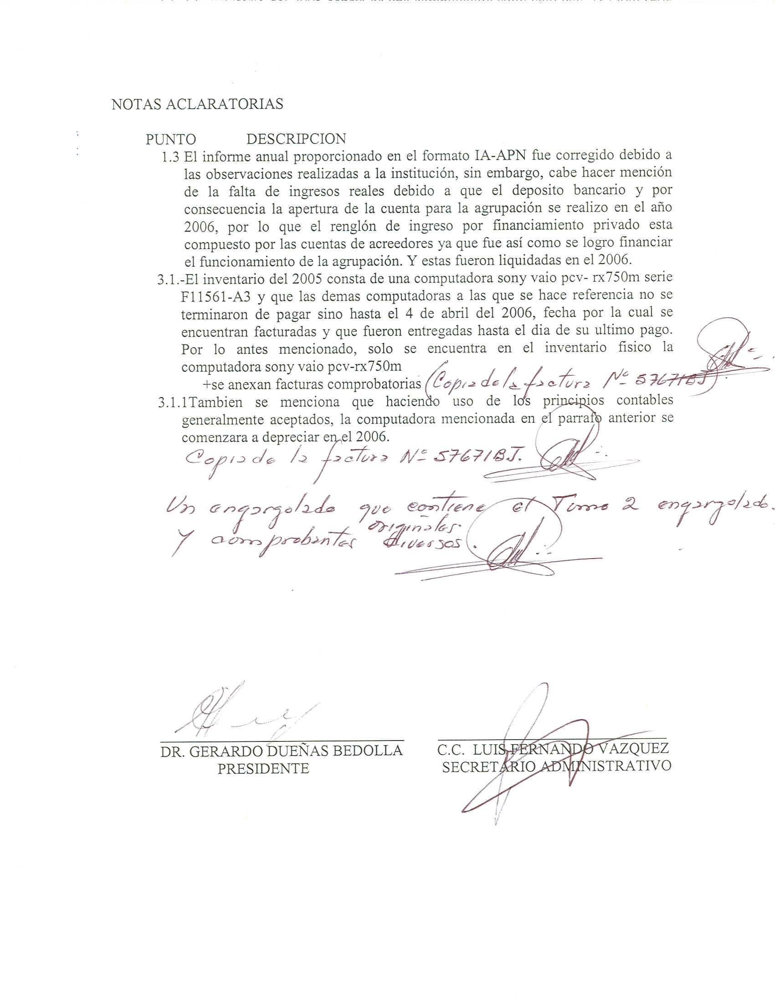 NOTAS ACLARATORIAS
PUNTO DESCRIPCION
1.3 El informe anual proporcionado en el formato IA-APN fue corregido debido a
las observaciones realizadas a la institución, sin embargo, cabe hacer mención
de la falta de ingresos reales debido a que el deposito bancario y por
consecuencia la apertura de la cuenta para la agrupación se realizo en el año
2006, por lo que el renglón de ingreso por financiamiento privado esta
compuesto por las cuentas de acreedores ya que fue así como se logro financiar
el funcionamiento de la agrupación. Y estas fueron liquidadas en el 2006.
3.1.-El inventario del 2005 consta de una computadora sony vaio pcv- rx750m serie
F11561-A3 y que las demas computadoras a las que se hace referencia no se
terminaron de pagar sino hasta el 4 de abril del 2006, fecha por la cual se
encuentran facturadas y que fueron entregadas hasta el dia de su ultimo pago.
Por lo antes mencionado, solo se encuentra en el inventario fisico la
computadora sony vaio pcv-rx750m
+se anexan facturas comprobatorias (Copia de la factura Nº 57671BJ).
3.1.1Tambien se menciona que haciendo uso de los principios contables
generalmente aceptados, la computadora mencionada en el parrafo anterior se
comenzara a depreciar en el 2006.
Copia de la factura Nº 57671BJ.
Un engargolado que contiene el Tomo 2 engargolado.
originales
Y comprobantes diversos.
DR. GERARDO DUEÑAS BEDOLLA C.C. LUIS FERNANDO VAZQUEZ
PRESIDENTE SECRETARIO ADMINISTRATIVO